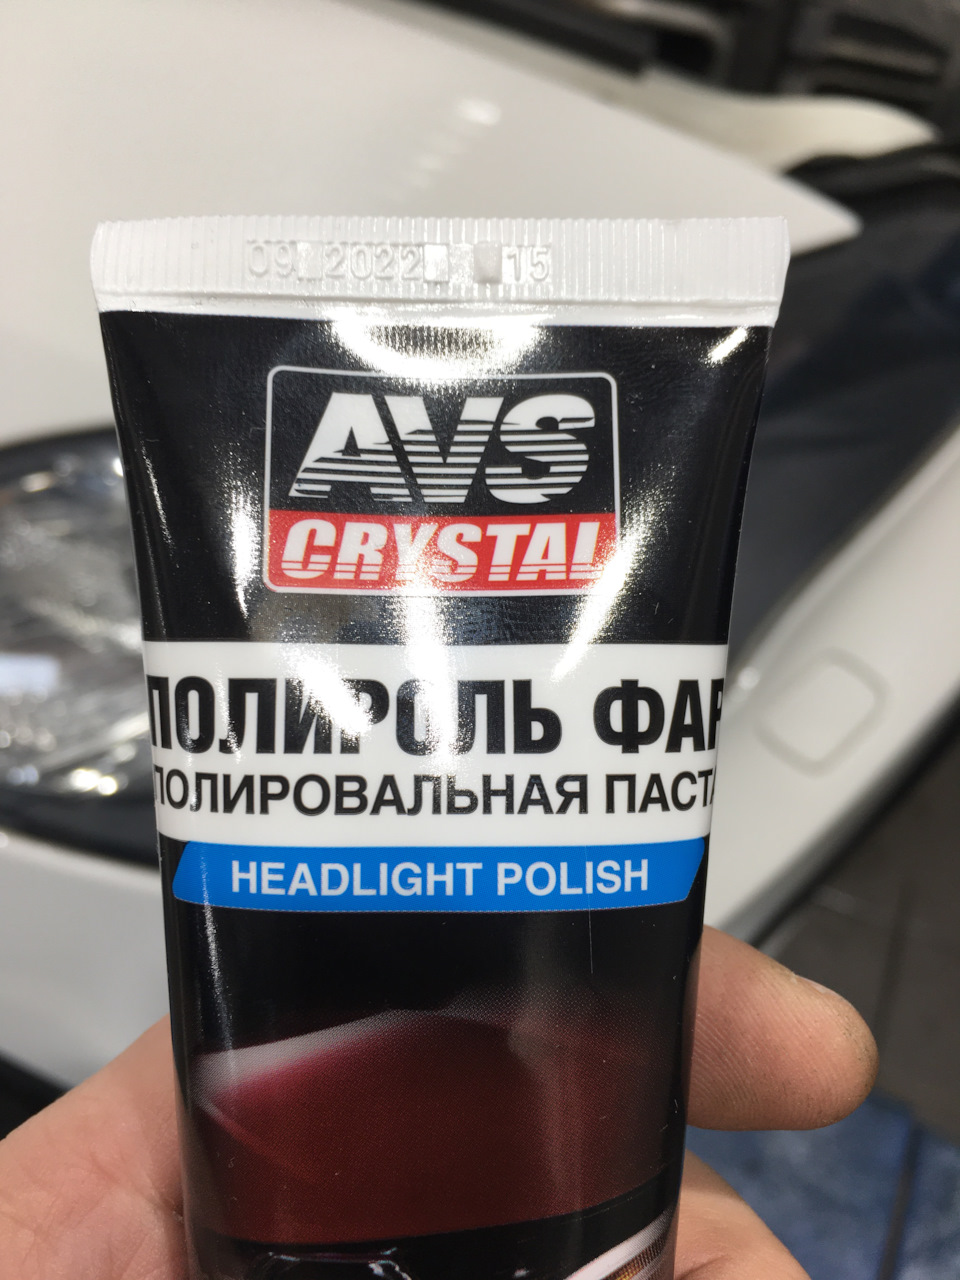 09 2022 15
AVS
CRYSTAL
ПОЛИРОЛЬ ФАР
ПОЛИРОВАЛЬНАЯ ПАСТА
HEADLIGHT POLISH